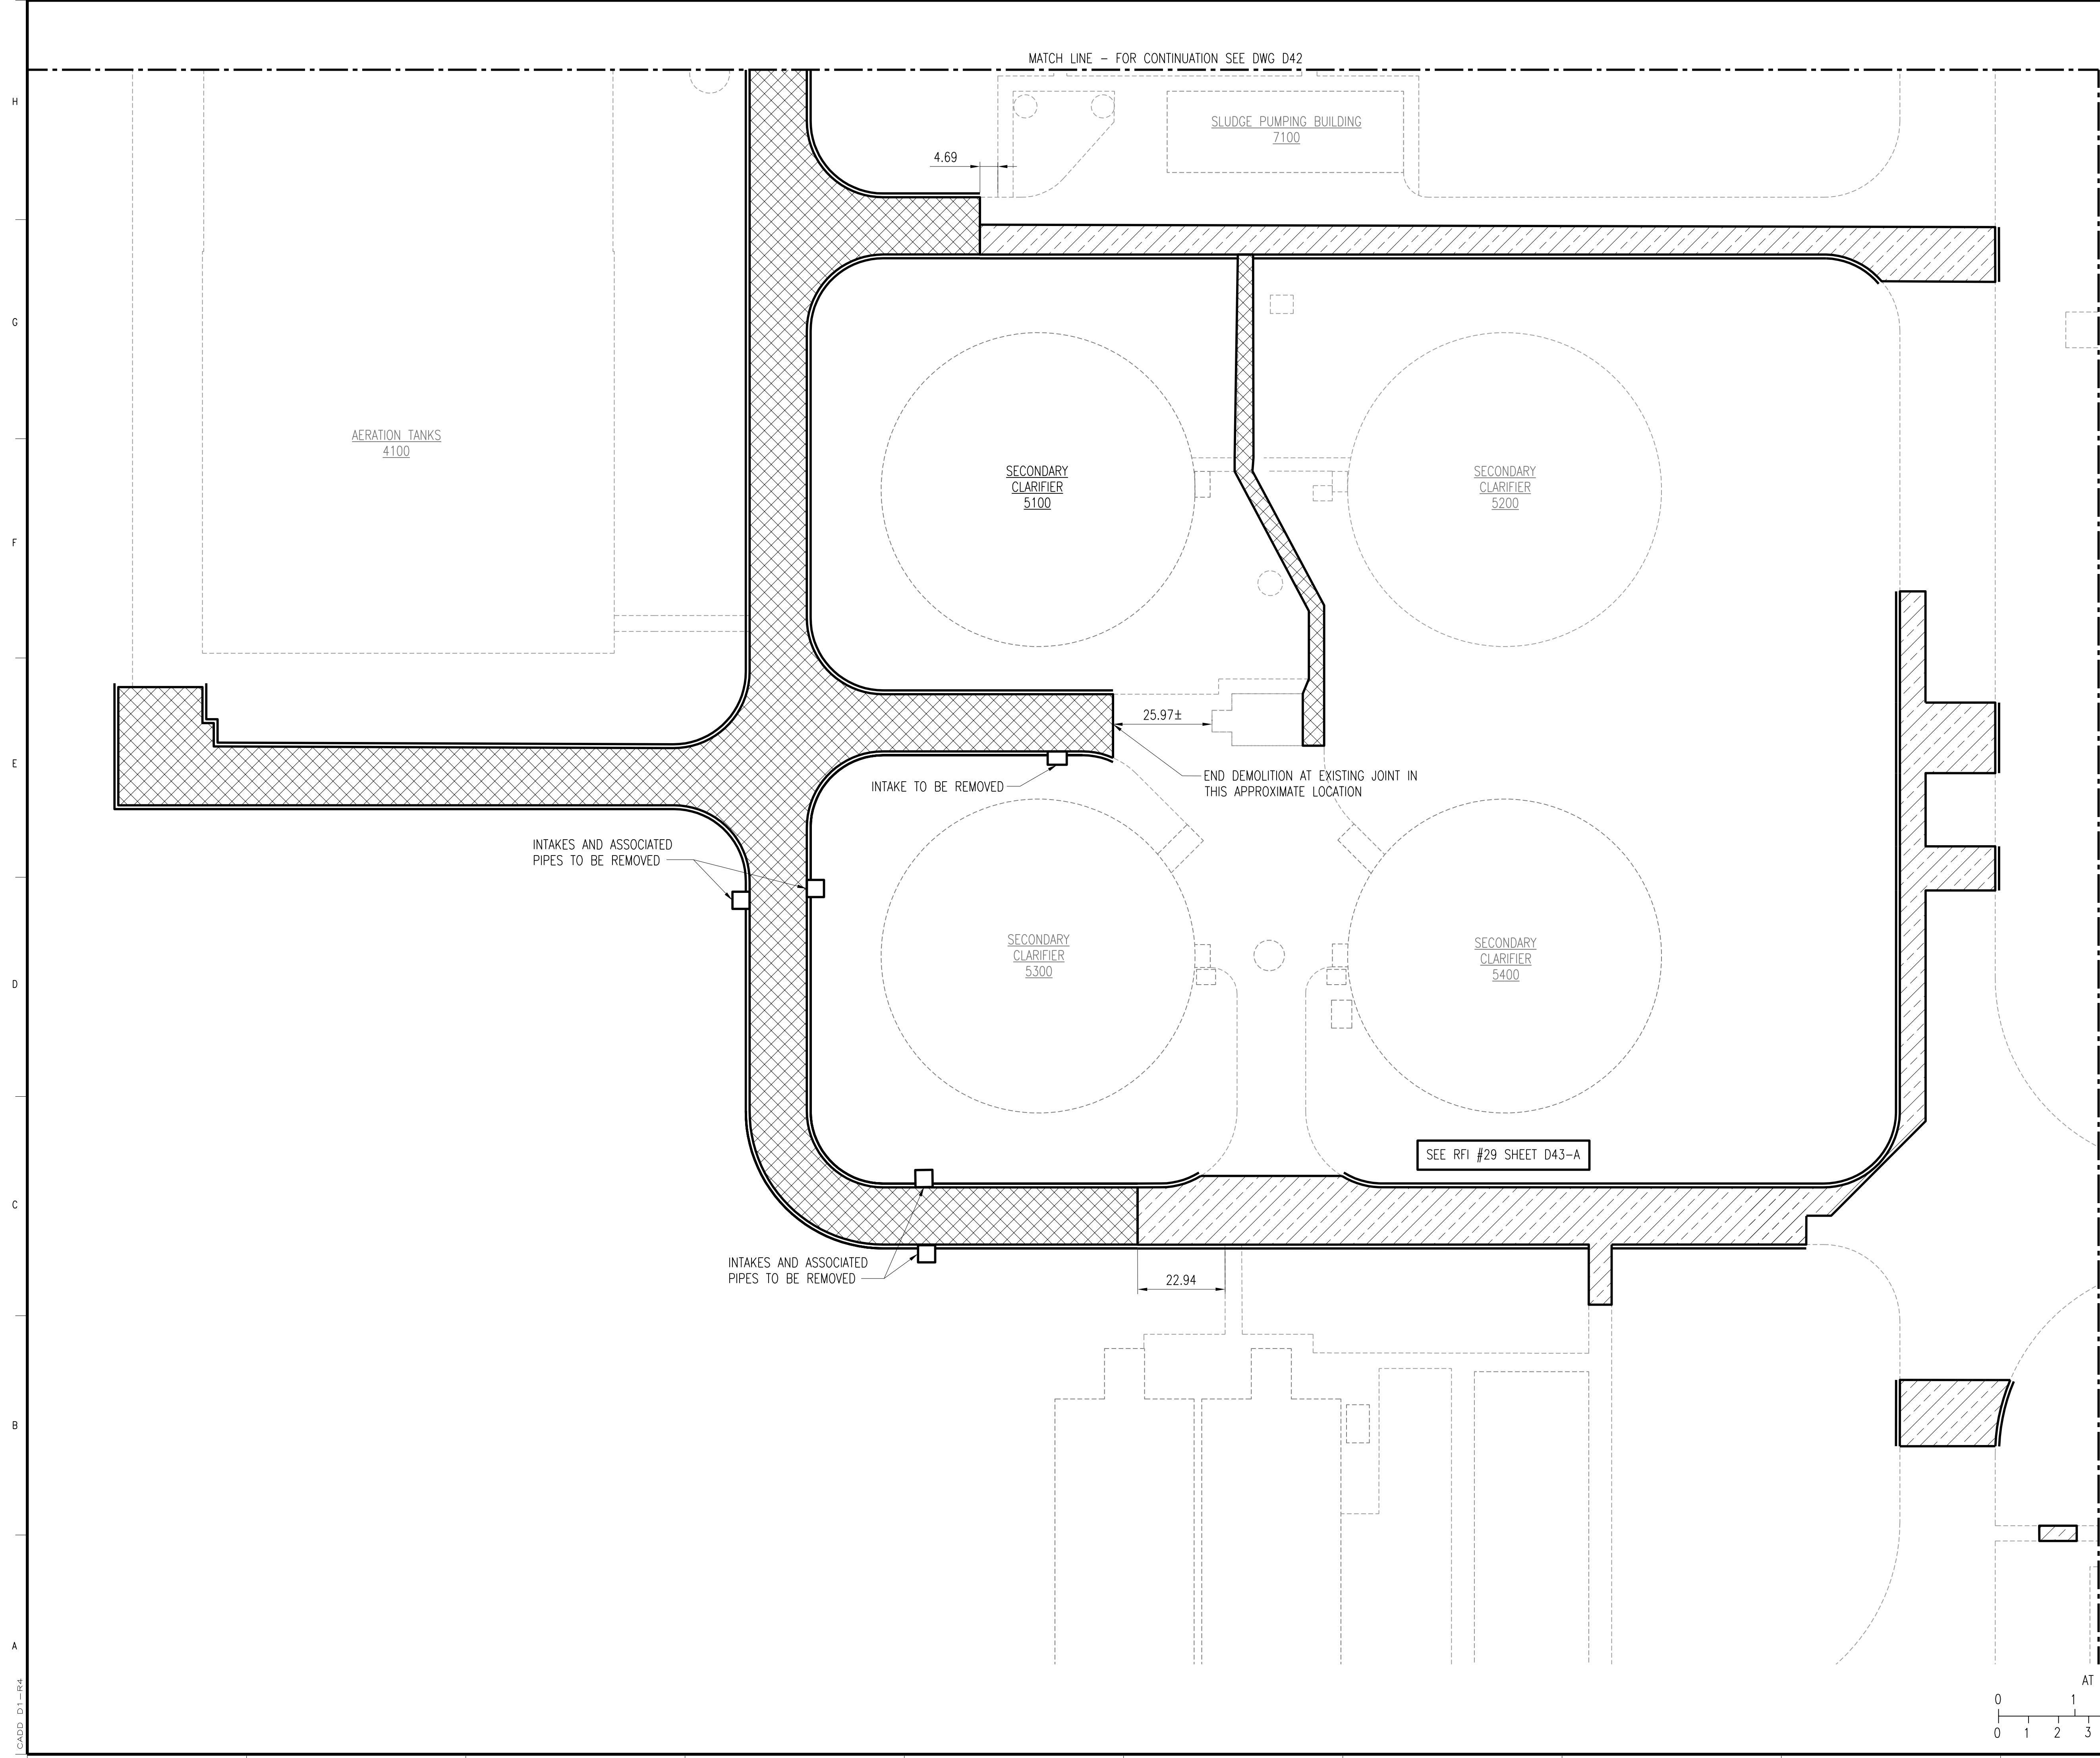 MATCH LINE – FOR CONTINUATION SEE DWG D42
H
SLUDGE PUMPING BUILDING
7100
4.69
G
AERATION TANKS
4100
SECONDARY
CLARIFIER
5100
SECONDARY
CLARIFIER
5200
F
25.97±
E
INTAKE TO BE REMOVED
END DEMOLITION AT EXISTING JOINT IN
THIS APPROXIMATE LOCATION
INTAKES AND ASSOCIATED
PIPES TO BE REMOVED
SECONDARY
CLARIFIER
5300
SECONDARY
CLARIFIER
5400
D
SEE RFI #29 SHEET D43-A
C
INTAKES AND ASSOCIATED
PIPES TO BE REMOVED
22.94
B
A
CADD D1-R4
AT
0 1
0 1 2 3